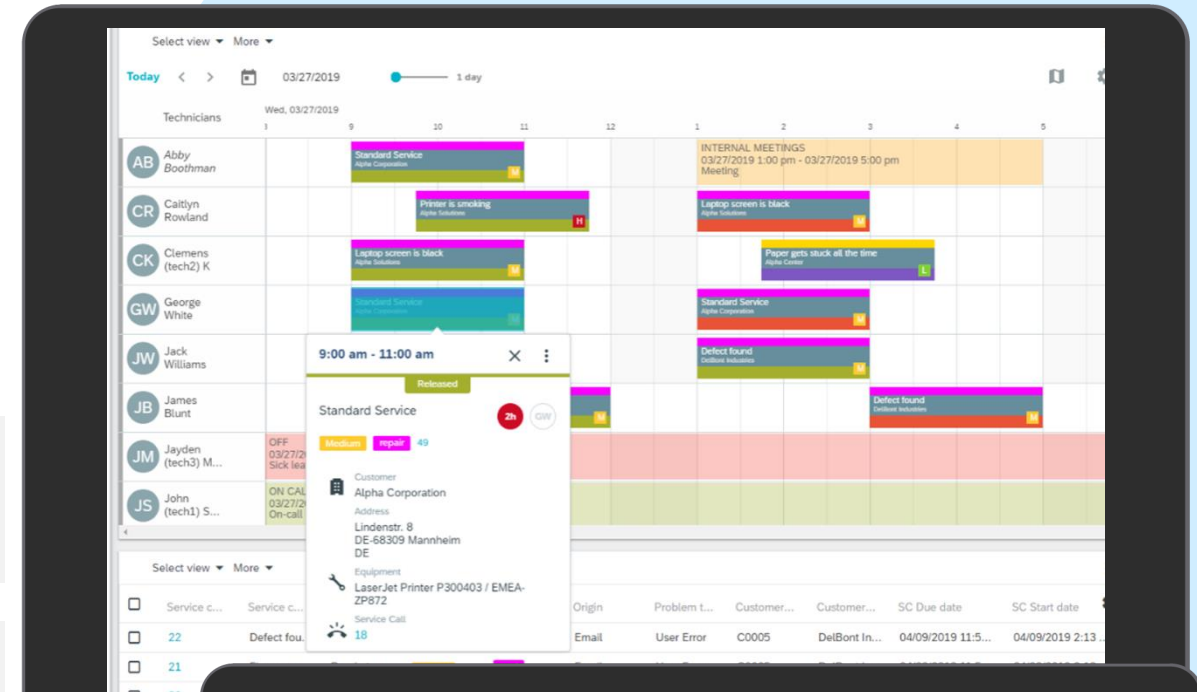 Select view More
Today < > 03/27/2019 1 day
Technicians
Wed, 03/27/2019
9 10 11 12 1 2 3 4 5
AB Abby Boothman
Standard Service
Alpha Corporation
M
INTERNAL MEETINGS
03/27/2019 1:00 pm - 03/27/2019 5:00 pm
Meeting
CR Caitlyn Rowland
Printer is smoking
Alpha Solutions
H
Laptop screen is black
Alpha Solutions
M
CK Clemens (tech2) K
Laptop screen is black
Alpha Solutions
M
Paper gets stuck all the time
Alpha Center
L
GW George White
Standard Service
Alpha Corporation
M
Standard Service
Alpha Corporation
M
JW Jack Williams
Defect found
DelBont Industries
M
JB James Blunt
M
Defect found
DelBont Industries
M
JM Jayden (tech3) M...
OFF
03/27/2
Sick lea
JS John (tech1) S...
ON CAL
03/27/2
On-call
9:00 am - 11:00 am
Released
Standard Service
2h GW
Medium repair 49
Customer
Alpha Corporation
Address
Lindenstr. 8
DE-68309 Mannheim
DE
Equipment
LaserJet Printer P300403 / EMEA-
ZP872
Service Call
18
Select view More
Service c... Service c... Origin Problem t... Customer... Customer... SC Due date SC Start date
22 Defect fou. Email User Error C0005 DelBont In... 04/09/2019 11:5... 04/09/2019 2:13 ..
21